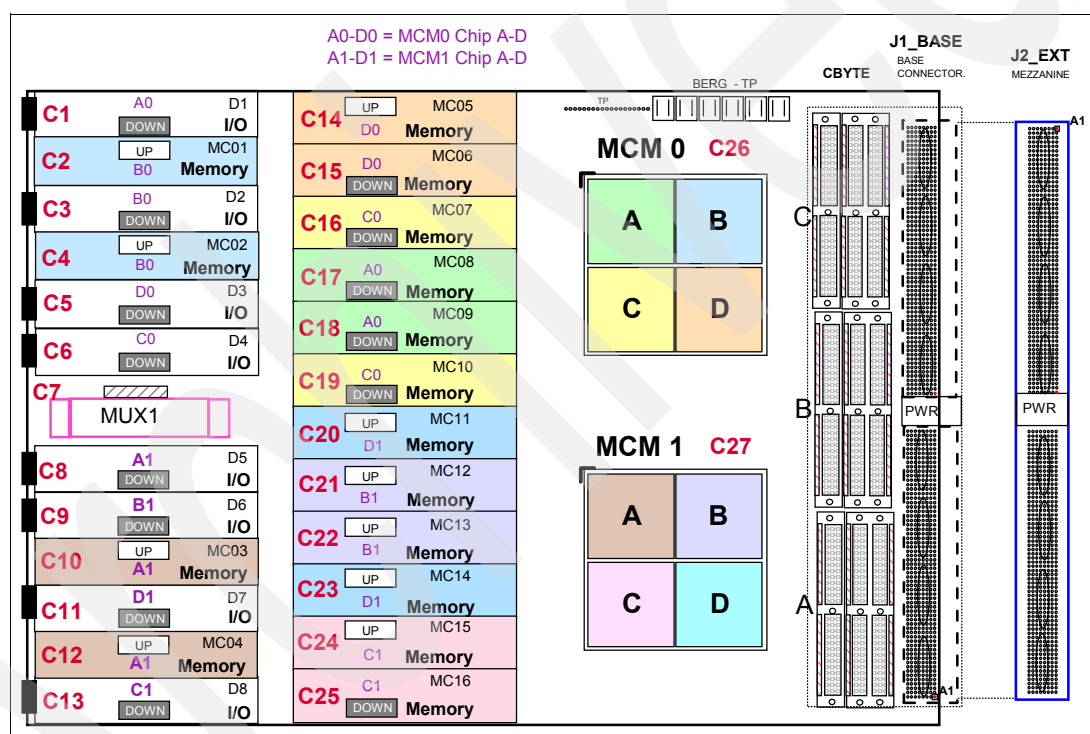 A0-D0 = MCM0 Chip A-D
A1-D1 = MCM1 Chip A-D
J1_BASE
BASE
CONNECTOR.
J2_EXT
MEZZANINE
CBYTE
BERG - TP
TP
C1 A0 D1
DOWN I/O
C2 UP MC01
B0 Memory
C3 B0 D2
DOWN I/O
C4 UP MC02
B0 Memory
C5 D0 D3
DOWN I/O
C6 C0 D4
DOWN I/O
C7
MUX1
C8 A1 D5
DOWN I/O
C9 B1 D6
DOWN I/O
C10 UP MC03
A1 Memory
C11 D1 D7
DOWN I/O
C12 UP MC04
A1 Memory
C13 C1 D8
DOWN I/O
C14 UP MC05
D0 Memory
C15 D0 MC06
DOWN Memory
C16 C0 MC07
DOWN Memory
C17 A0 MC08
DOWN Memory
C18 A0 MC09
DOWN Memory
C19 C0 MC10
DOWN Memory
C20 UP MC11
D1 Memory
C21 UP MC12
B1 Memory
C22 UP MC13
B1 Memory
C23 UP MC14
D1 Memory
C24 UP MC15
C1 Memory
C25 C1 MC16
DOWN Memory
MCM 0 C26
A B
C D
MCM 1 C27
A B
C D
C
B
A
PWR
A1
A1
PWR